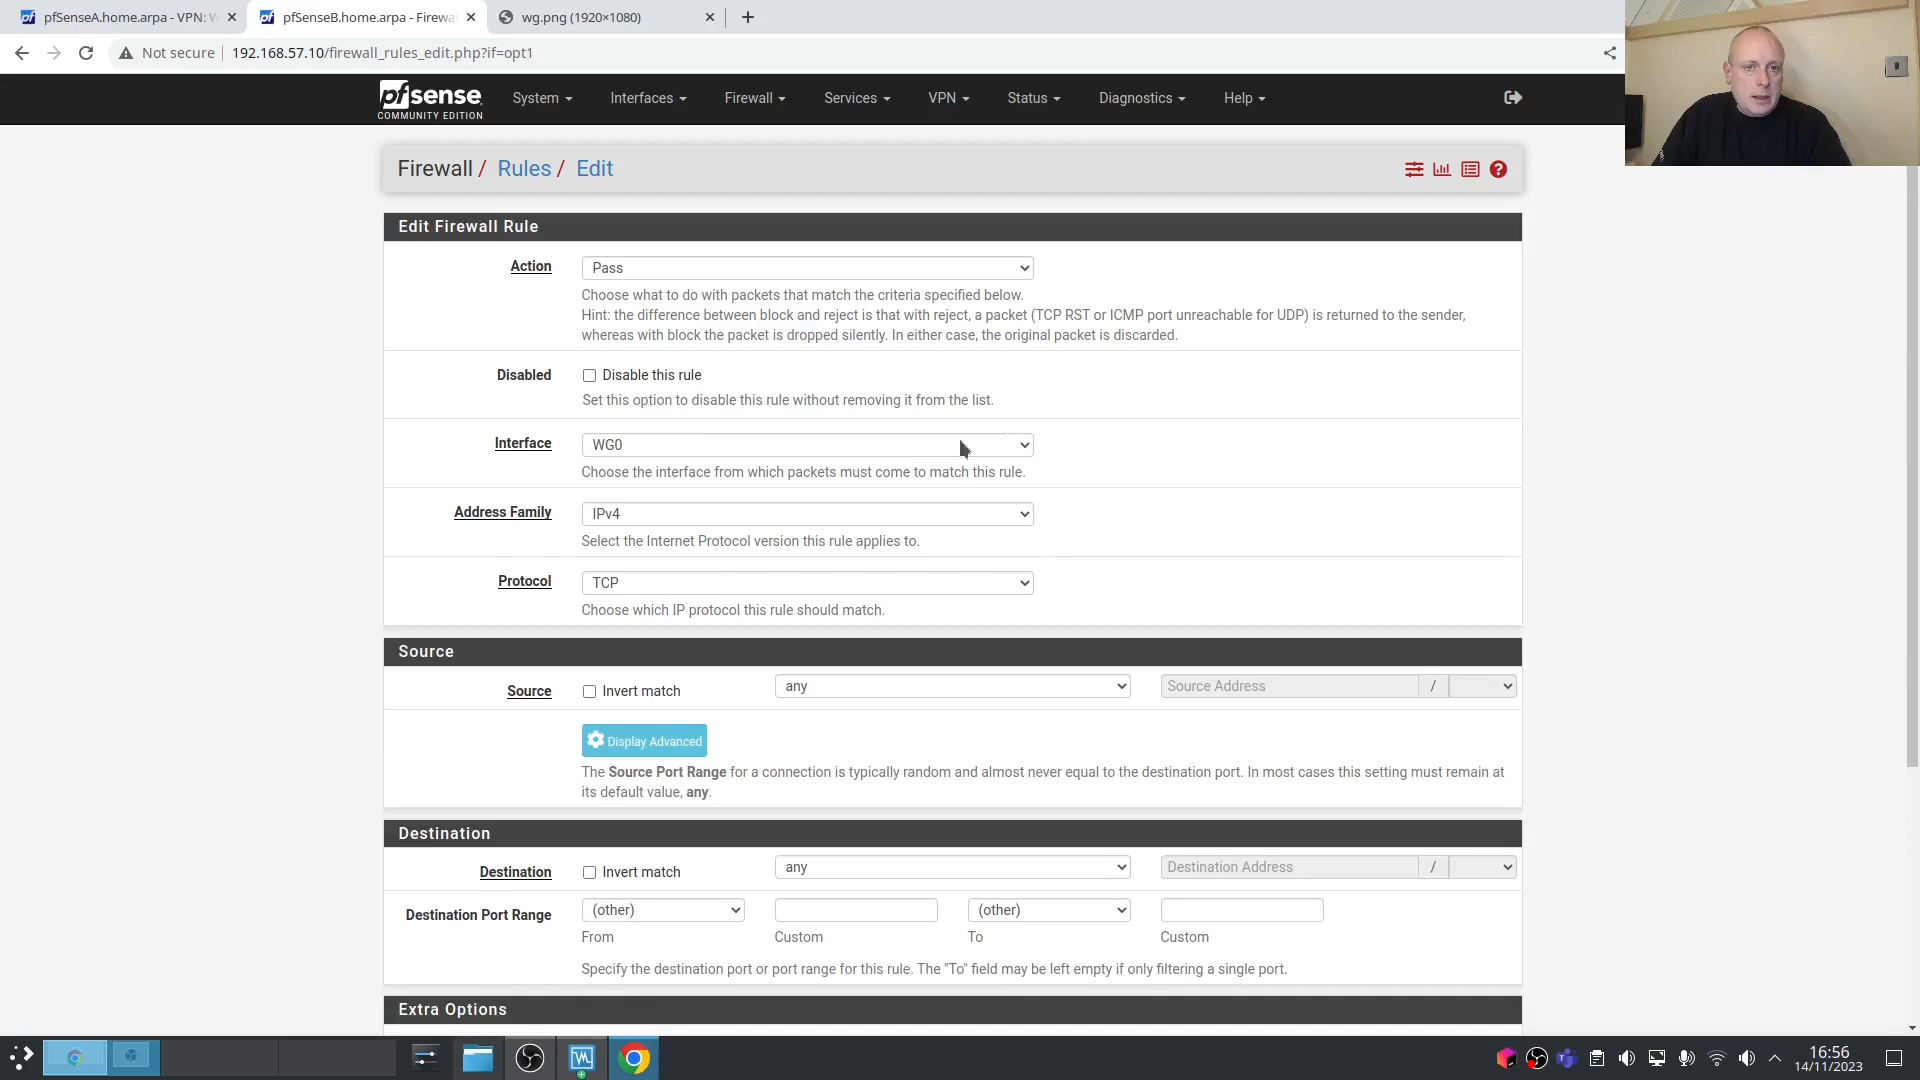 pfSenseA.home.arpa - VPN: W
pfSenseB.home.arpa - Firewa
wg.png (1920×1080)
Not secure
192.168.57.10/firewall_rules_edit.php?if=opt1
pfsense
COMMUNITY EDITION
System
Interfaces
Firewall
Services
VPN
Status
Diagnostics
Help
Firewall / Rules / Edit
Edit Firewall Rule
Action
Pass
Choose what to do with packets that match the criteria specified below.
Hint: the difference between block and reject is that with reject, a packet (TCP RST or ICMP port unreachable for UDP) is returned to the sender,
whereas with block the packet is dropped silently. In either case, the original packet is discarded.
Disabled
Disable this rule
Set this option to disable this rule without removing it from the list.
Interface
WG0
Choose the interface from which packets must come to match this rule.
Address Family
IPv4
Select the Internet Protocol version this rule applies to.
Protocol
TCP
Choose which IP protocol this rule should match.
Source
Source
Invert match
any
Source Address
/
Display Advanced
The Source Port Range for a connection is typically random and almost never equal to the destination port. In most cases this setting must remain at
its default value, any.
Destination
Destination
Invert match
any
Destination Address
/
Destination Port Range
(other)
(other)
From
Custom
To
Custom
Specify the destination port or port range for this rule. The "To" field may be left empty if only filtering a single port.
Extra Options
16:56
14/11/2023